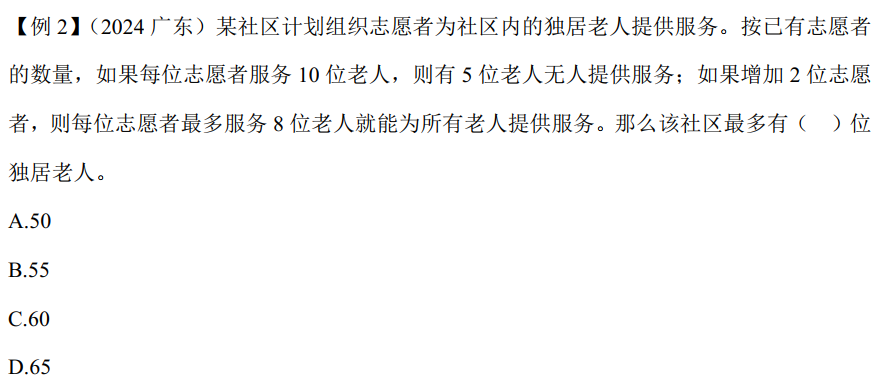 【例 2】（2024 广东）某社区计划组织志愿者为社区内的独居老人提供服务。按已有志愿者
的数量，如果每位志愿者服务 10 位老人，则有 5 位老人无人提供服务；如果增加 2 位志愿
者，则每位志愿者最多服务 8 位老人就能为所有老人提供服务。那么该社区最多有（　）位
独居老人。
A.50
B.55
C.60
D.65